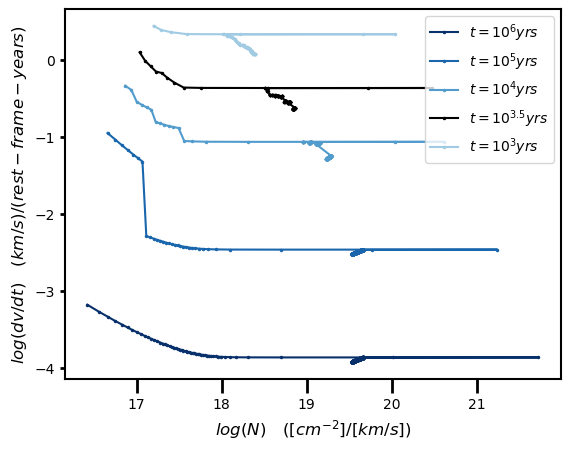 t = 10^6 yrs
t = 10^5 yrs
t = 10^4 yrs
t = 10^3.5 yrs
t = 10^3 yrs
0
−1
−2
−3
−4
log(dv/dt) (km/s)/(rest − frame − years)
17 18 19 20 21
log(N) ([cm^−2]/[km/s])